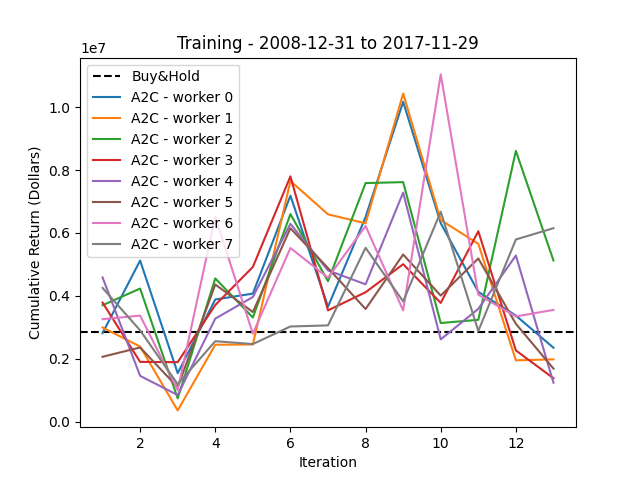 Training - 2008-12-31 to 2017-11-29
1e7
Buy&Hold
A2C - worker 0
A2C - worker 1
A2C - worker 2
A2C - worker 3
A2C - worker 4
A2C - worker 5
A2C - worker 6
A2C - worker 7
1.0
0.8
0.6
0.4
0.2
0.0
Cumulative Return (Dollars)
2 4 6 8 10 12
Iteration